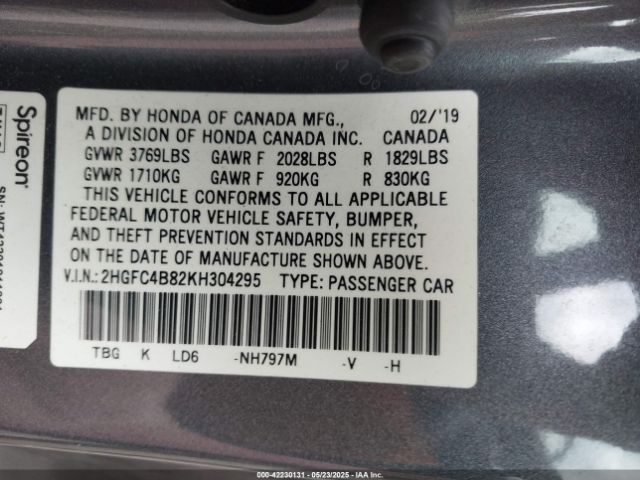 MFD. BY HONDA OF CANADA MFG., 02/'19
A DIVISION OF HONDA CANADA INC. CANADA
GVWR 3769LBS GAWR F 2028LBS R 1829LBS
GVWR 1710KG GAWR F 920KG R 830KG
THIS VEHICLE CONFORMS TO ALL APPLICABLE
FEDERAL MOTOR VEHICLE SAFETY, BUMPER,
AND THEFT PREVENTION STANDARDS IN EFFECT
ON THE DATE OF MANUFACTURE SHOWN ABOVE.
V.I.N.: 2HGFC4B82KH304295 TYPE: PASSENGER CAR
TBG K LD6 -NH797M -V -H
Spireon
000-42230131 - 05/23/2025 - IAA Inc.